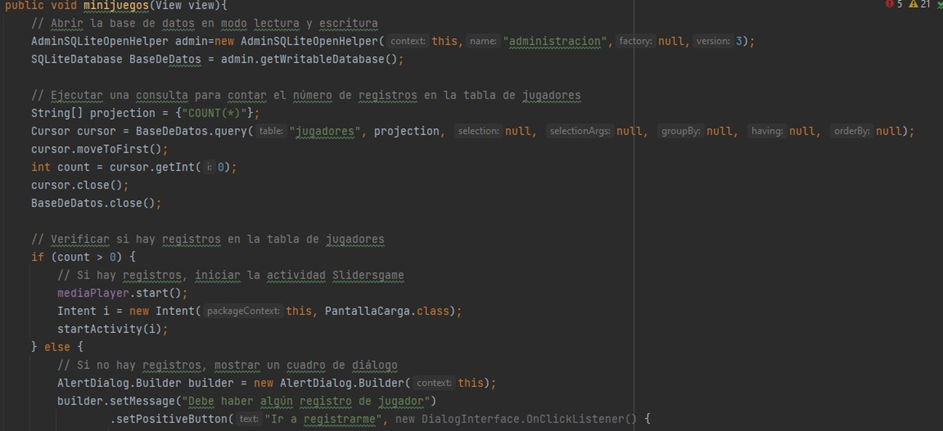 public void minijuegos(View view){
5 21
// Abrir la base de datos en modo lectura y escritura
AdminSQLiteOpenHelper admin=new AdminSQLiteOpenHelper( context: this, name: "administracion", factory: null, version: 3);
SQLiteDatabase BaseDeDatos = admin.getWritableDatabase();
// Ejecutar una consulta para contar el número de registros en la tabla de jugadores
String[] projection = {"COUNT(*)"};
Cursor cursor = BaseDeDatos.query( table: "jugadores", projection, selection: null, selectionArgs: null, groupBy: null, having: null, orderBy: null);
cursor.moveToFirst();
int count = cursor.getInt( i: 0);
cursor.close();
BaseDeDatos.close();
// Verificar si hay registros en la tabla de jugadores
if (count > 0) {
// Si hay registros, iniciar la actividad Slidersgame
mediaPlayer.start();
Intent i = new Intent( packageContext: this, PantallaCarga.class);
startActivity(i);
} else {
// Si no hay registros, mostrar un cuadro de diálogo
AlertDialog.Builder builder = new AlertDialog.Builder( context: this);
builder.setMessage("Debe haber algún registro de jugador")
.setPositiveButton( text: "Ir a registrarme", new DialogInterface.OnClickListener() {